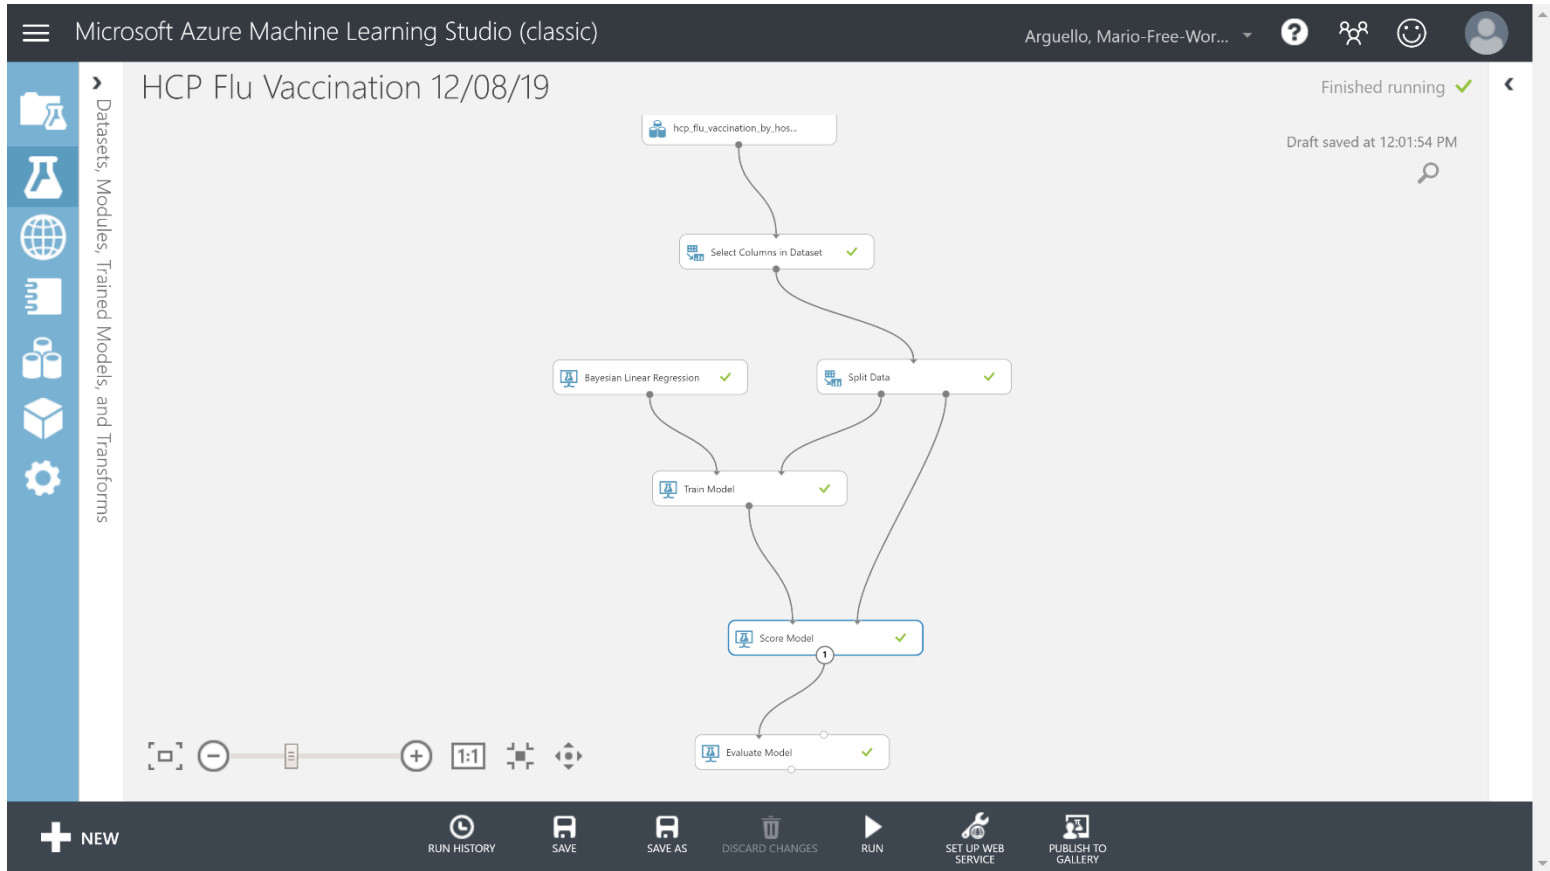 Microsoft Azure Machine Learning Studio (classic)
Arguello, Mario-Free-Wor...
?
HCP Flu Vaccination 12/08/19
Finished running
Draft saved at 12:01:54 PM
Datasets, Modules, Trained Models, and Transforms
hcp_flu_vaccination_by_hos...
Select Columns in Dataset
Bayesian Linear Regression
Split Data
Train Model
Score Model
1
Evaluate Model
1:1
NEW
RUN HISTORY
SAVE
SAVE AS
DISCARD CHANGES
RUN
SET UP WEB
SERVICE
PUBLISH TO
GALLERY